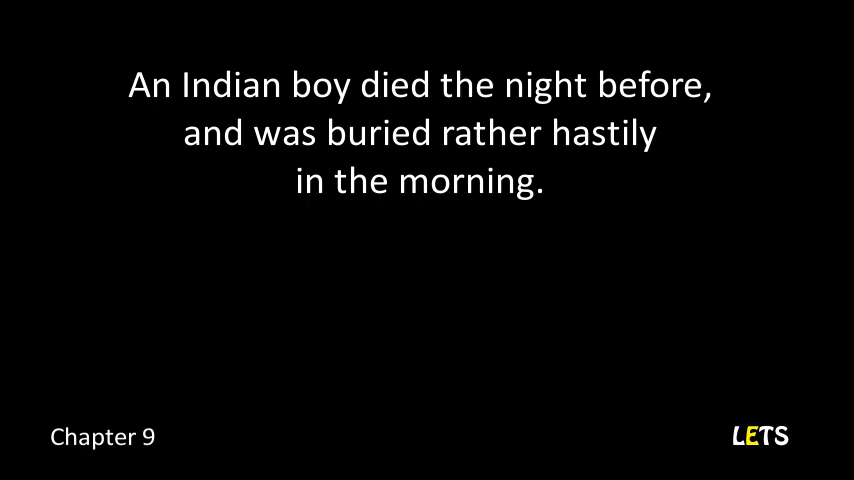 An Indian boy died the night before,
and was buried rather hastily
in the morning.
Chapter 9
LETS